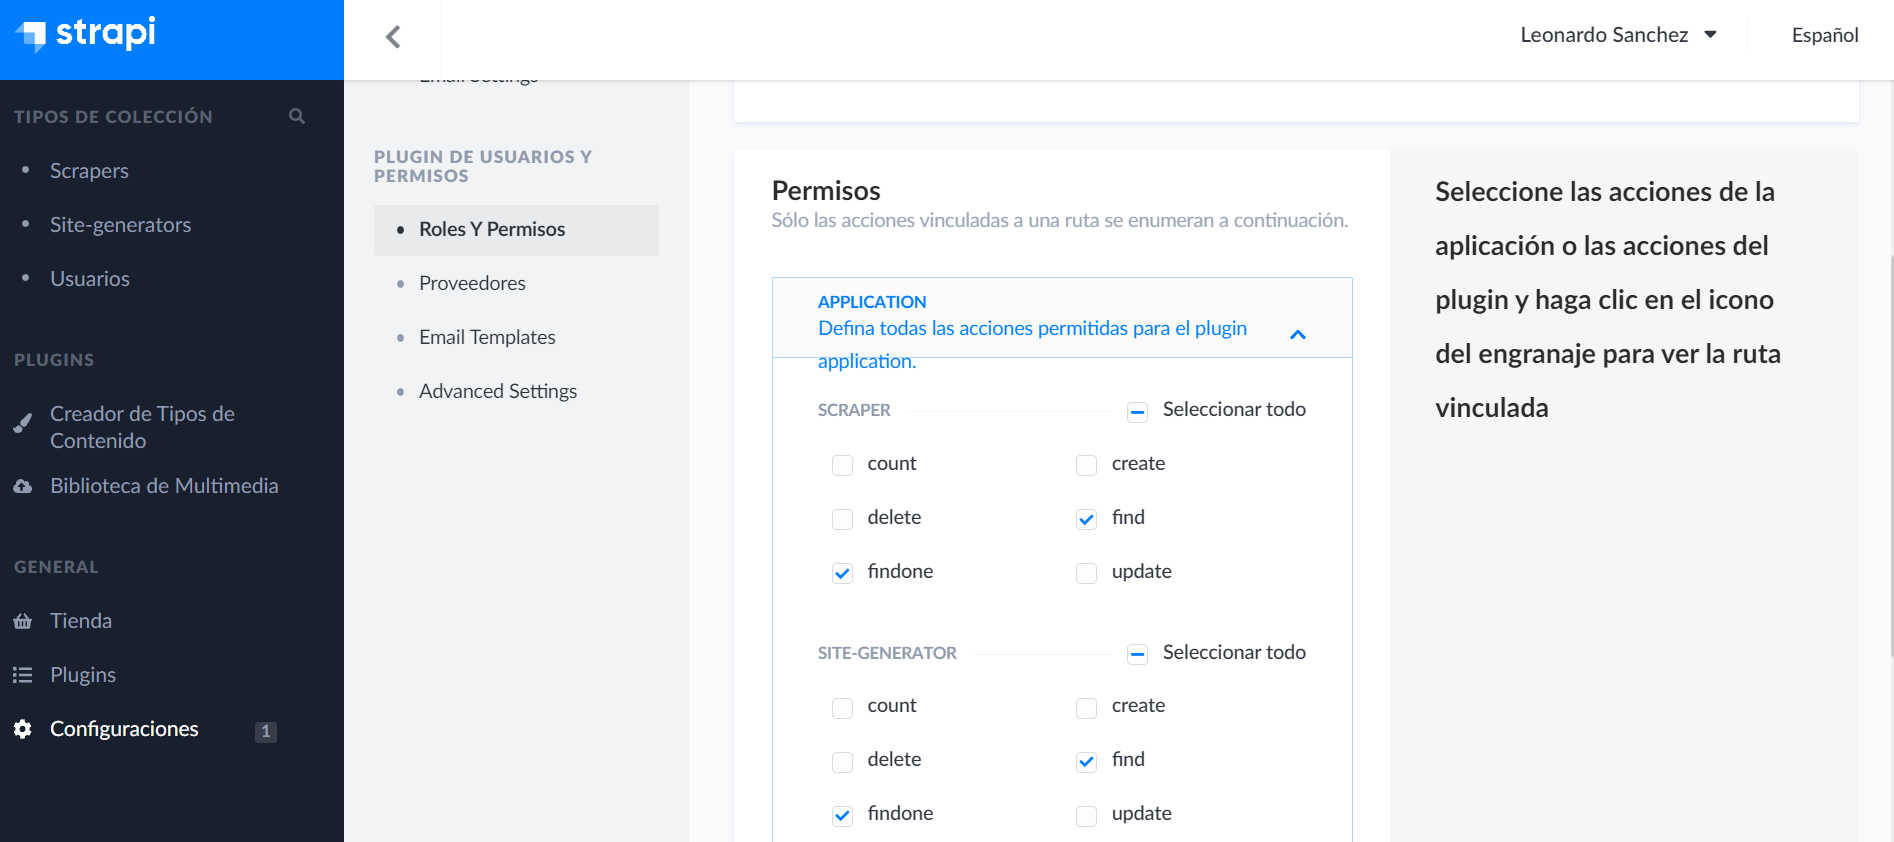 strapi
Leonardo Sanchez
Español
TIPOS DE COLECCIÓN
Scrapers
Site-generators
Usuarios
PLUGINS
Creador de Tipos de
Contenido
Biblioteca de Multimedia
GENERAL
Tienda
Plugins
Configuraciones
1
Email Settings
PLUGIN DE USUARIOS Y
PERMISOS
Roles Y Permisos
Proveedores
Email Templates
Advanced Settings
Permisos
Sólo las acciones vinculadas a una ruta se enumeran a continuación.
APPLICATION
Defina todas las acciones permitidas para el plugin
application.
SCRAPER
Seleccionar todo
count
create
delete
find
findone
update
SITE-GENERATOR
Seleccionar todo
count
create
delete
find
findone
update
Seleccione las acciones de la
aplicación o las acciones del
plugin y haga clic en el icono
del engranaje para ver la ruta
vinculada